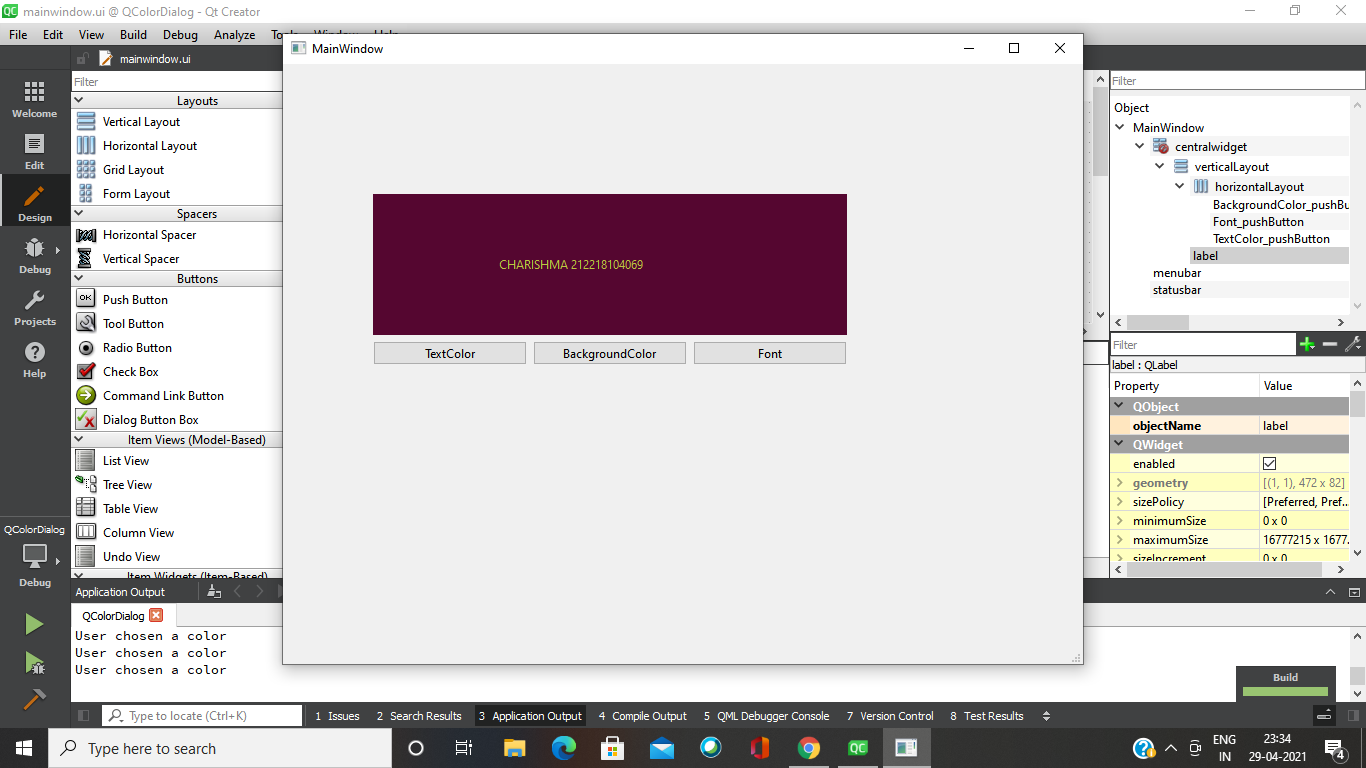 mainwindow.ui @ QColorDialog - Qt Creator
File Edit View Build Debug Analyze
MainWindow
mainwindow.ui
Filter
Layouts
Vertical Layout
Horizontal Layout
Grid Layout
Form Layout
Spacers
Horizontal Spacer
Vertical Spacer
Buttons
Push Button
OK
Tool Button
Radio Button
Check Box
Command Link Button
Dialog Button Box
Item Views (Model-Based)
List View
Tree View
Table View
Column View
Undo View
Item Widgets (Item-Based)
Welcome
Edit
Design
Debug
Projects
Help
QColorDialog
Debug
CHARISHMA 212218104069
TextColor BackgroundColor Font
Filter
Object
MainWindow
centralwidget
verticalLayout
horizontalLayout
BackgroundColor_pushBu
Font_pushButton
TextColor_pushButton
label
menubar
statusbar
Filter
label : QLabel
Property Value
QObject
objectName label
QWidget
enabled
geometry [(1, 1), 472 x 82]
sizePolicy [Preferred, Pref...
minimumSize 0 x 0
maximumSize 16777215 x 1677.
sizeIncrement 0 x 0
Application Output
QColorDialog
User chosen a color
User chosen a color
User chosen a color
Build
Type to locate (Ctrl+K)
1 Issues 2 Search Results 3 Application Output 4 Compile Output 5 QML Debugger Console 7 Version Control 8 Test Results
Type here to search
QC
ENG
IN
23:34
29-04-2021
4